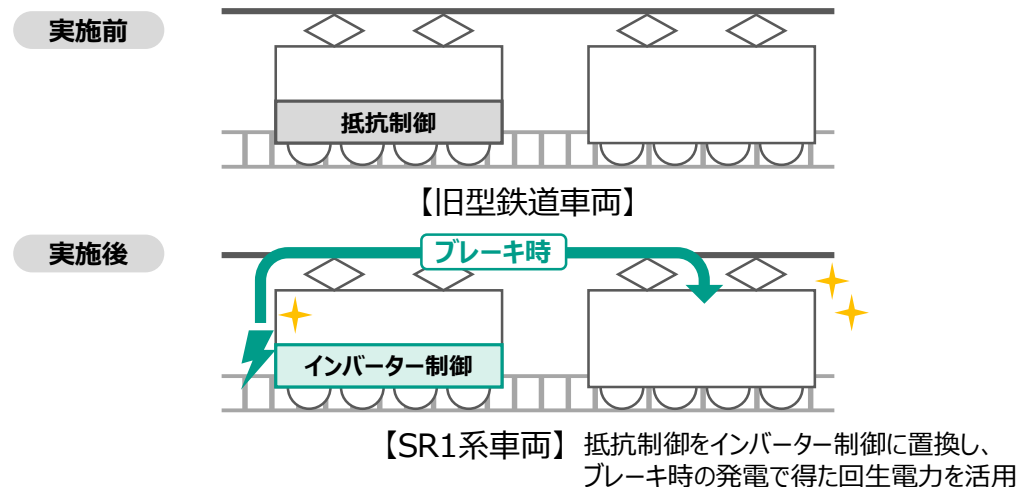 実施前
抵抗制御
【旧型鉄道車両】
実施後
ブレーキ時
インバーター制御
【SR1系車両】
抵抗制御をインバーター制御に置換し、
ブレーキ時の発電で得た回生電力を活用